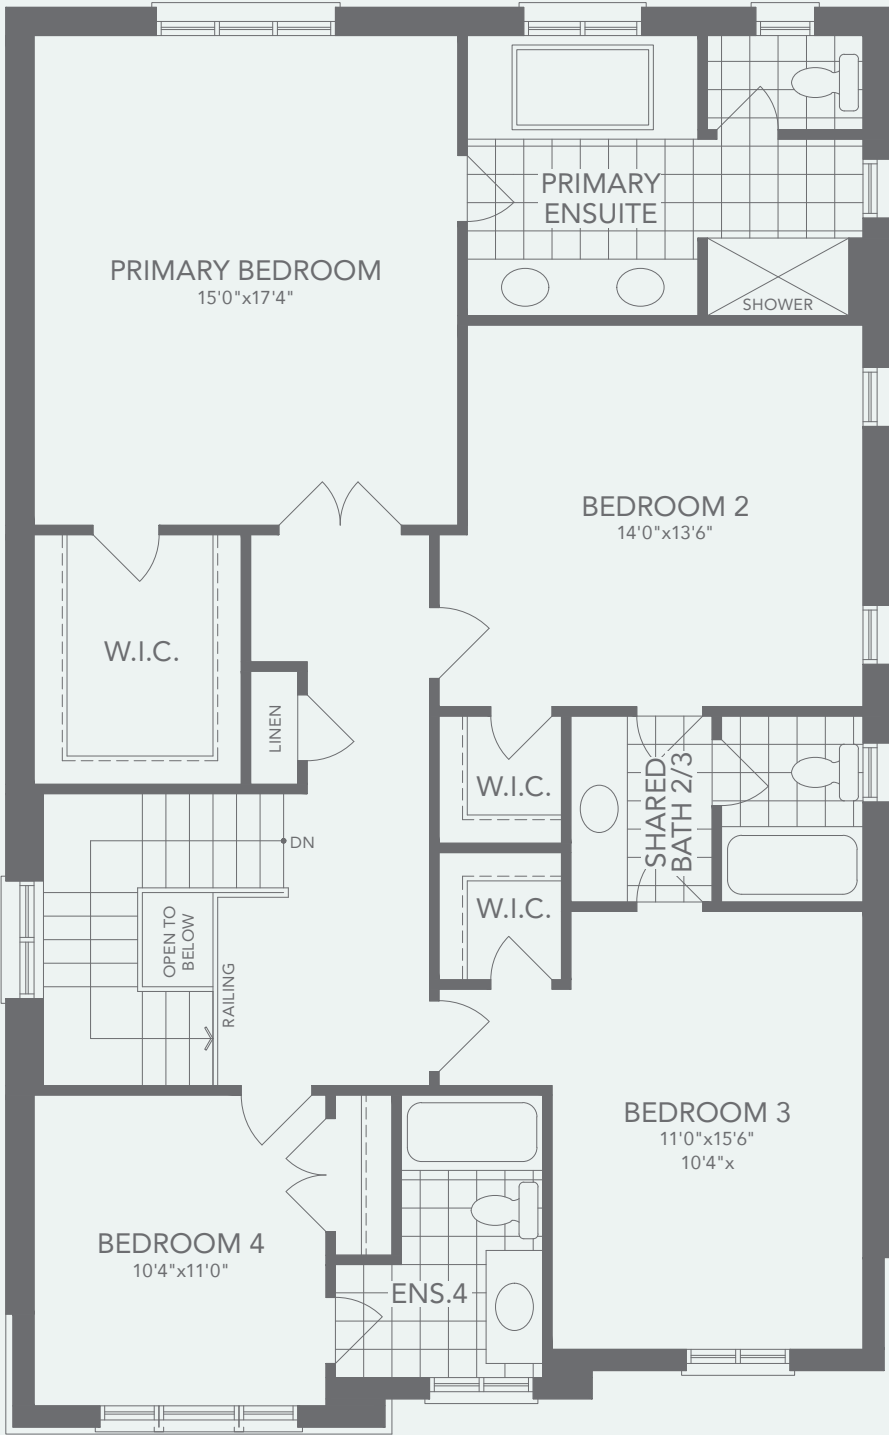 PRIMARY
ENSUITE
PRIMARY BEDROOM
15'0"x17'4"
SHOWER
BEDROOM 2
14'0"x13'6"
W.I.C.
LINEN
W.I.C.
SHARED
BATH 2/3
DN
W.I.C.
OPEN TO
BELOW
RAILING
BEDROOM 3
11'0"x15'6"
10'4"x
BEDROOM 4
10'4"x11'0"
ENS.4